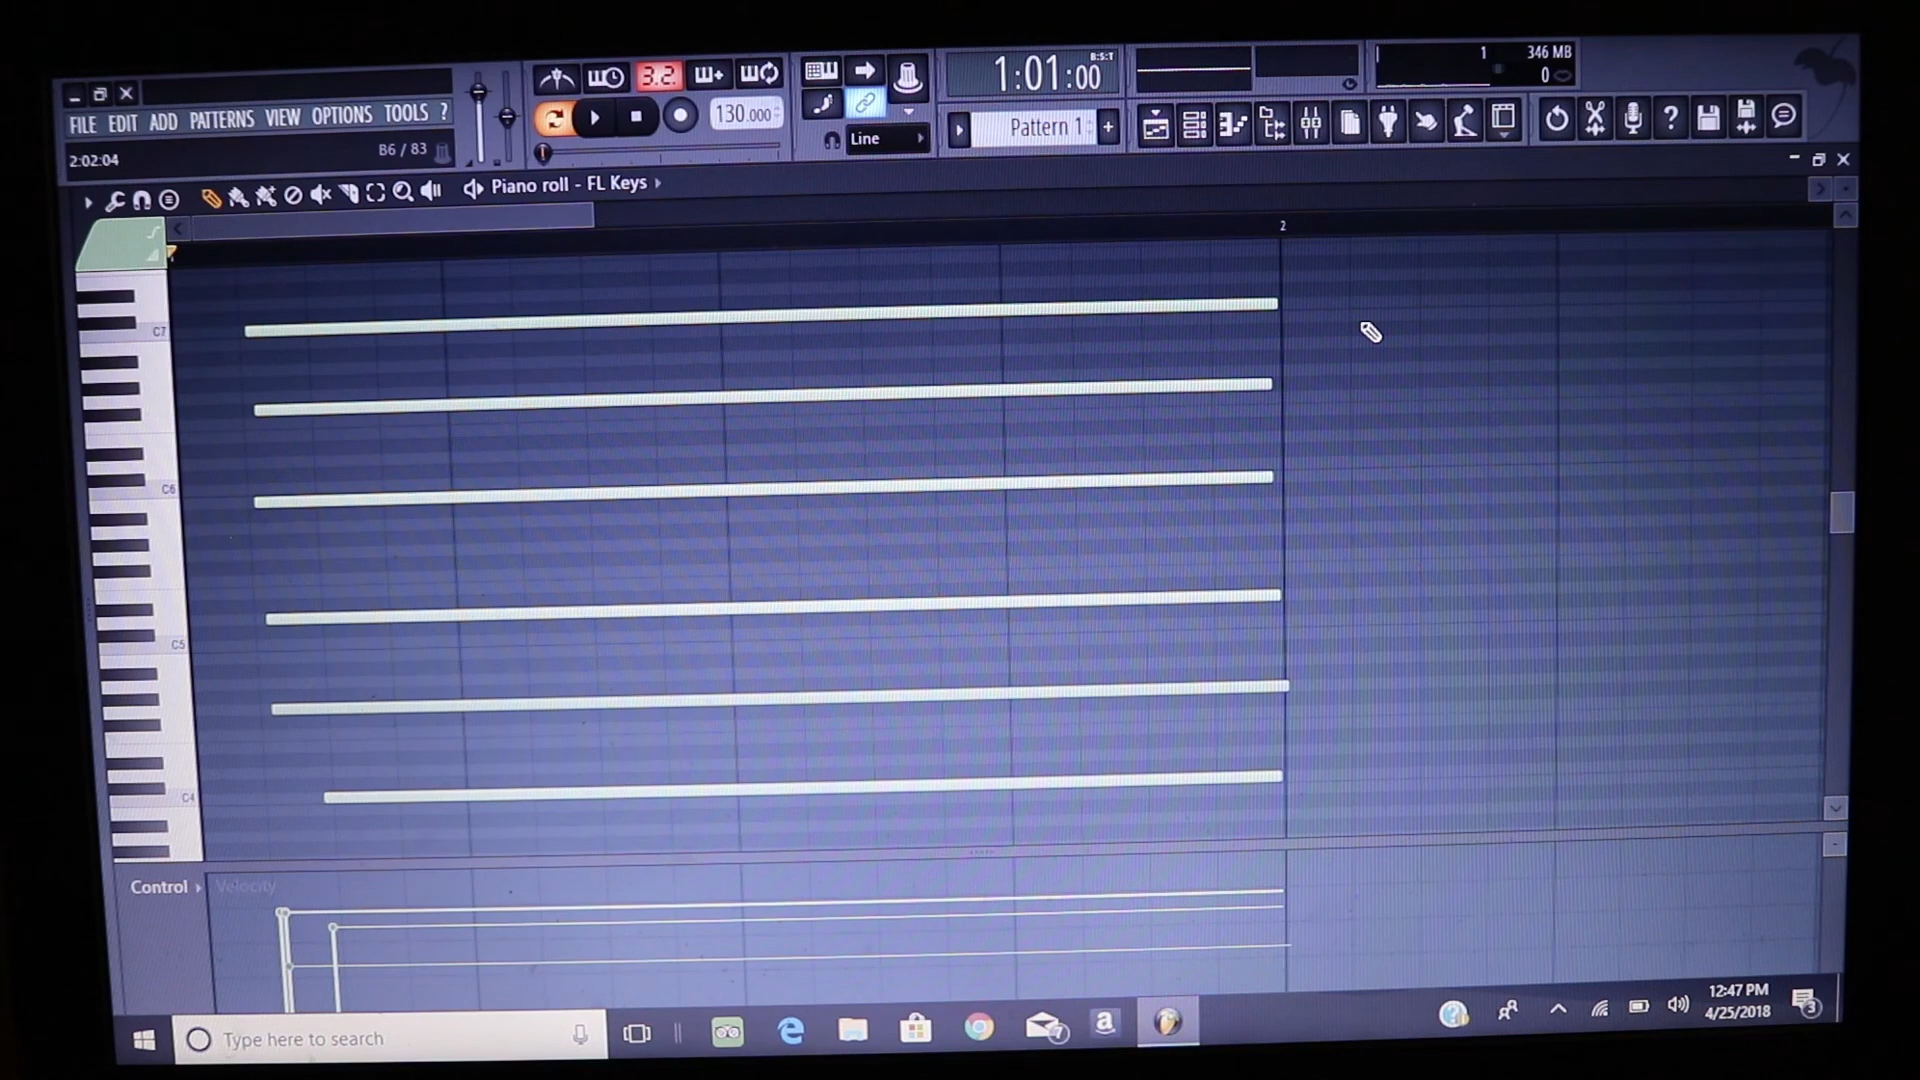 FILE EDIT ADD PATTERNS VIEW OPTIONS TOOLS ?
2:02:04 B6 / 83
3.2.
130.000
Line
1:01:00
B:S:T
Pattern 1
+
1
346 MB
0
?
Piano roll - FL Keys
2
C7
C6
C5
C4
Control Velocity
Type here to search
7
a
12:47 PM
4/25/2018
3